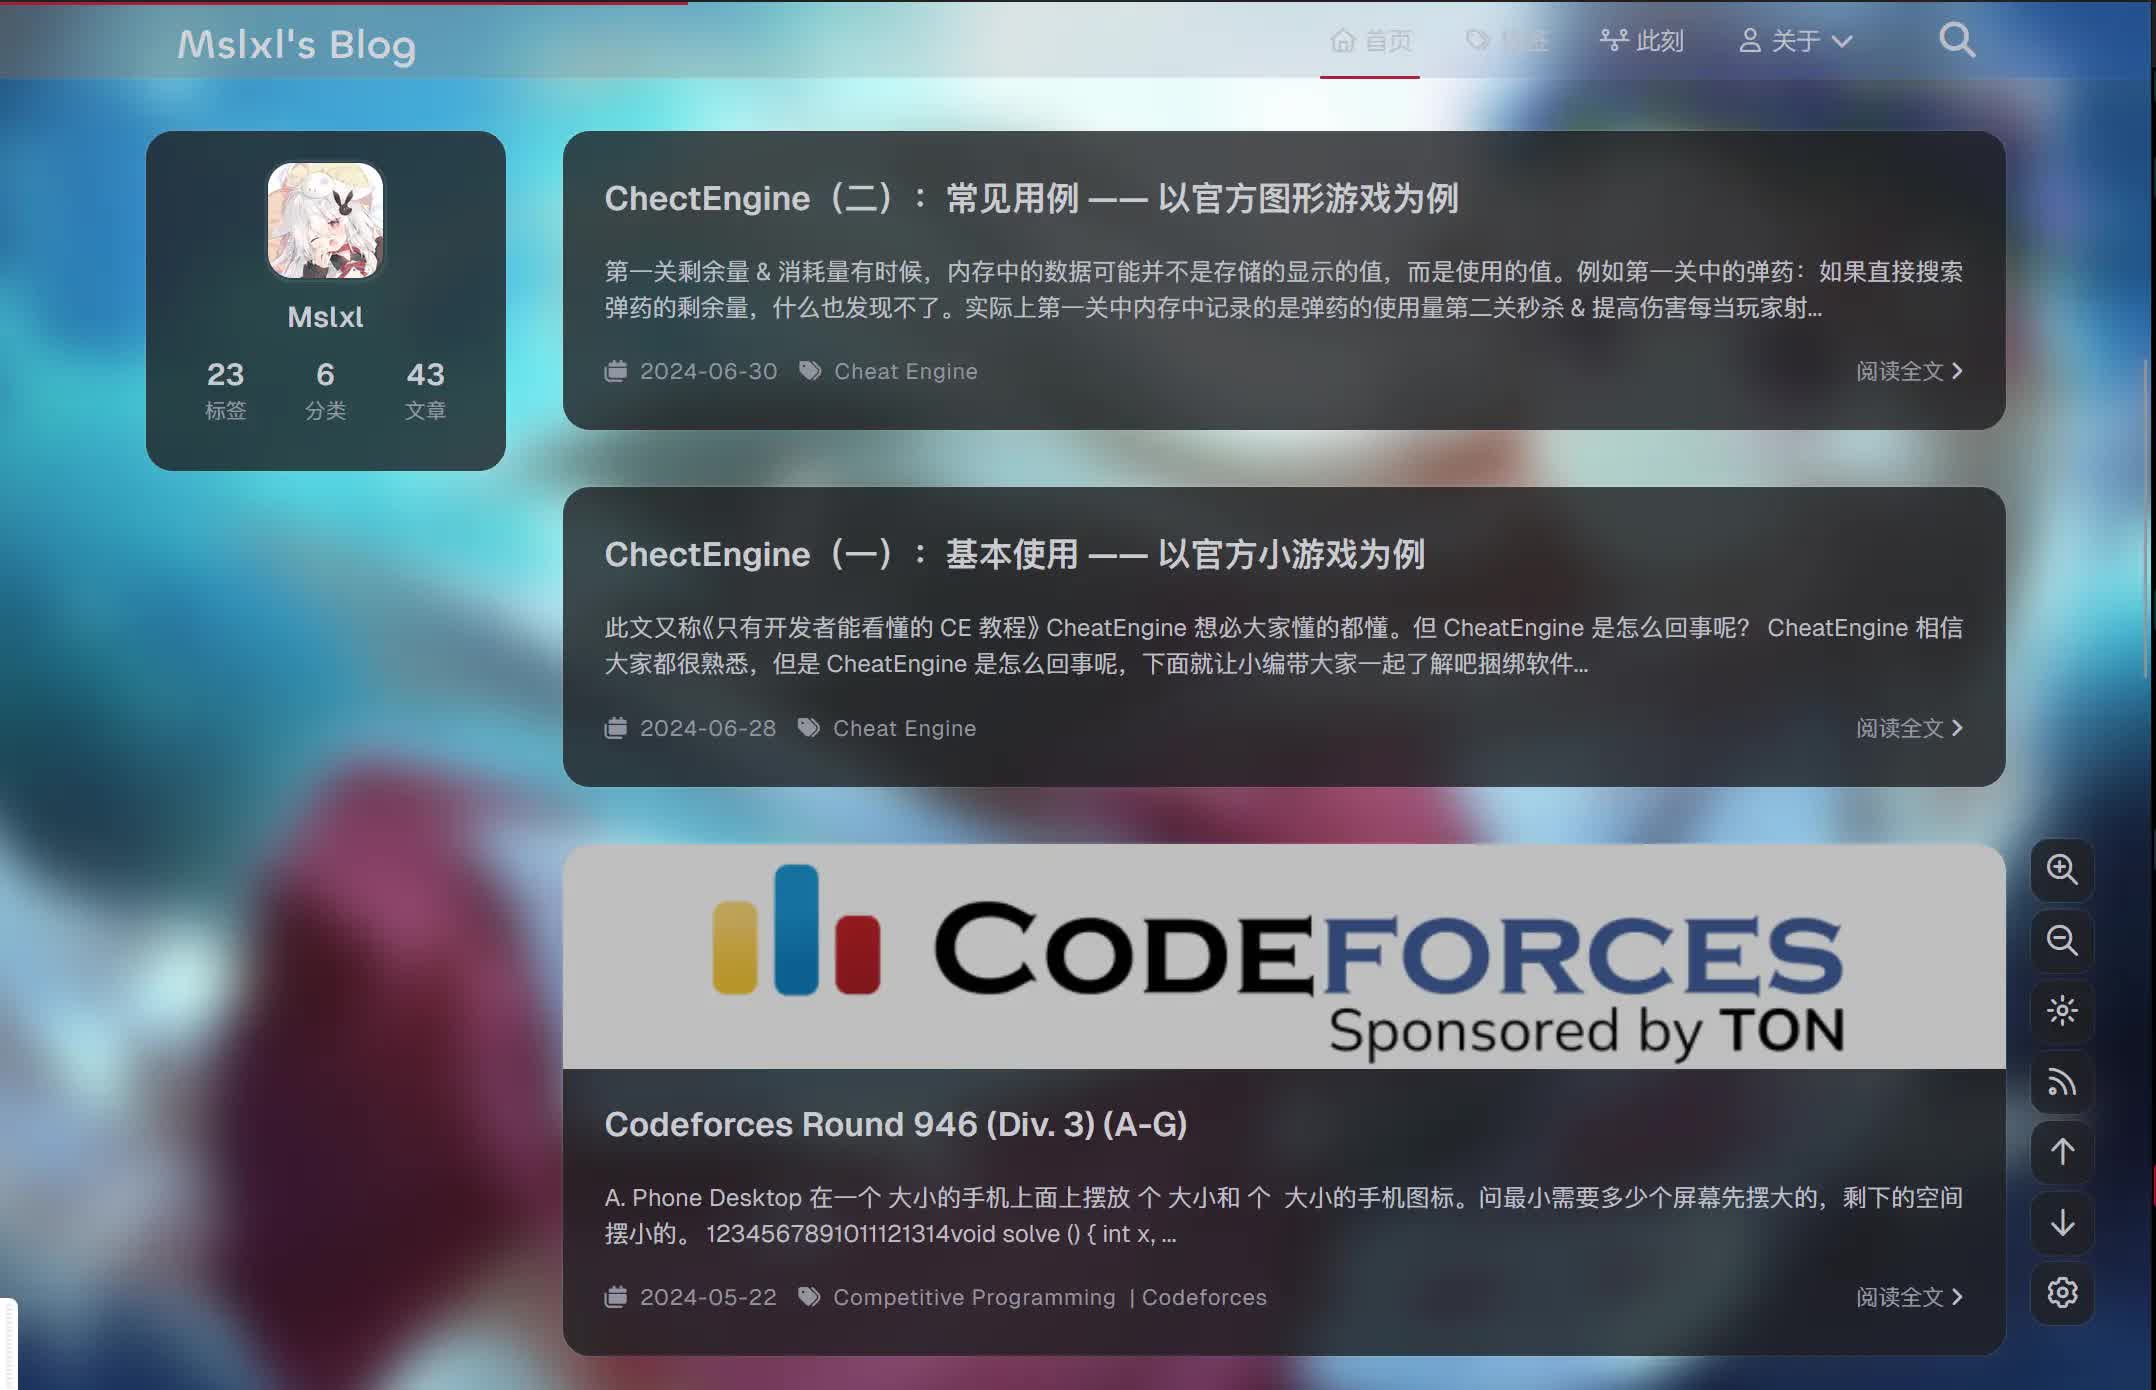 Mslxl's Blog
首页
此刻
关于
Mslxl
23
6
43
标签
分类
文章
ChectEngine（二）：常见用例 —— 以官方图形游戏为例
第一关剩余量 & 消耗量有时候，内存中的数据可能并不是存储的显示的值，而是使用的值。例如第一关中的弹药：如果直接搜索
弹药的剩余量，什么也发现不了。实际上第一关中内存中记录的是弹药的使用量第二关秒杀 & 提高伤害每当玩家射...
2024-06-30
Cheat Engine
阅读全文
ChectEngine（一）：基本使用 —— 以官方小游戏为例
此文又称《只有开发者能看懂的 CE 教程》 CheatEngine 想必大家懂的都懂。但 CheatEngine 是怎么回事呢？ CheatEngine 相信
大家都很熟悉，但是 CheatEngine 是怎么回事呢，下面就让小编带大家一起了解吧捆绑软件...
2024-06-28
Cheat Engine
阅读全文
CODEFORCES
Sponsored by TON
Codeforces Round 946 (Div. 3) (A-G)
A. Phone Desktop 在一个 大小的手机上面上摆放 个 大小和 个 大小的手机图标。问最小需要多少个屏幕先摆大的，剩下的空间
摆小的。 1234567891011121314void solve () { int x, ...
2024-05-22
Competitive Programming | Codeforces
阅读全文